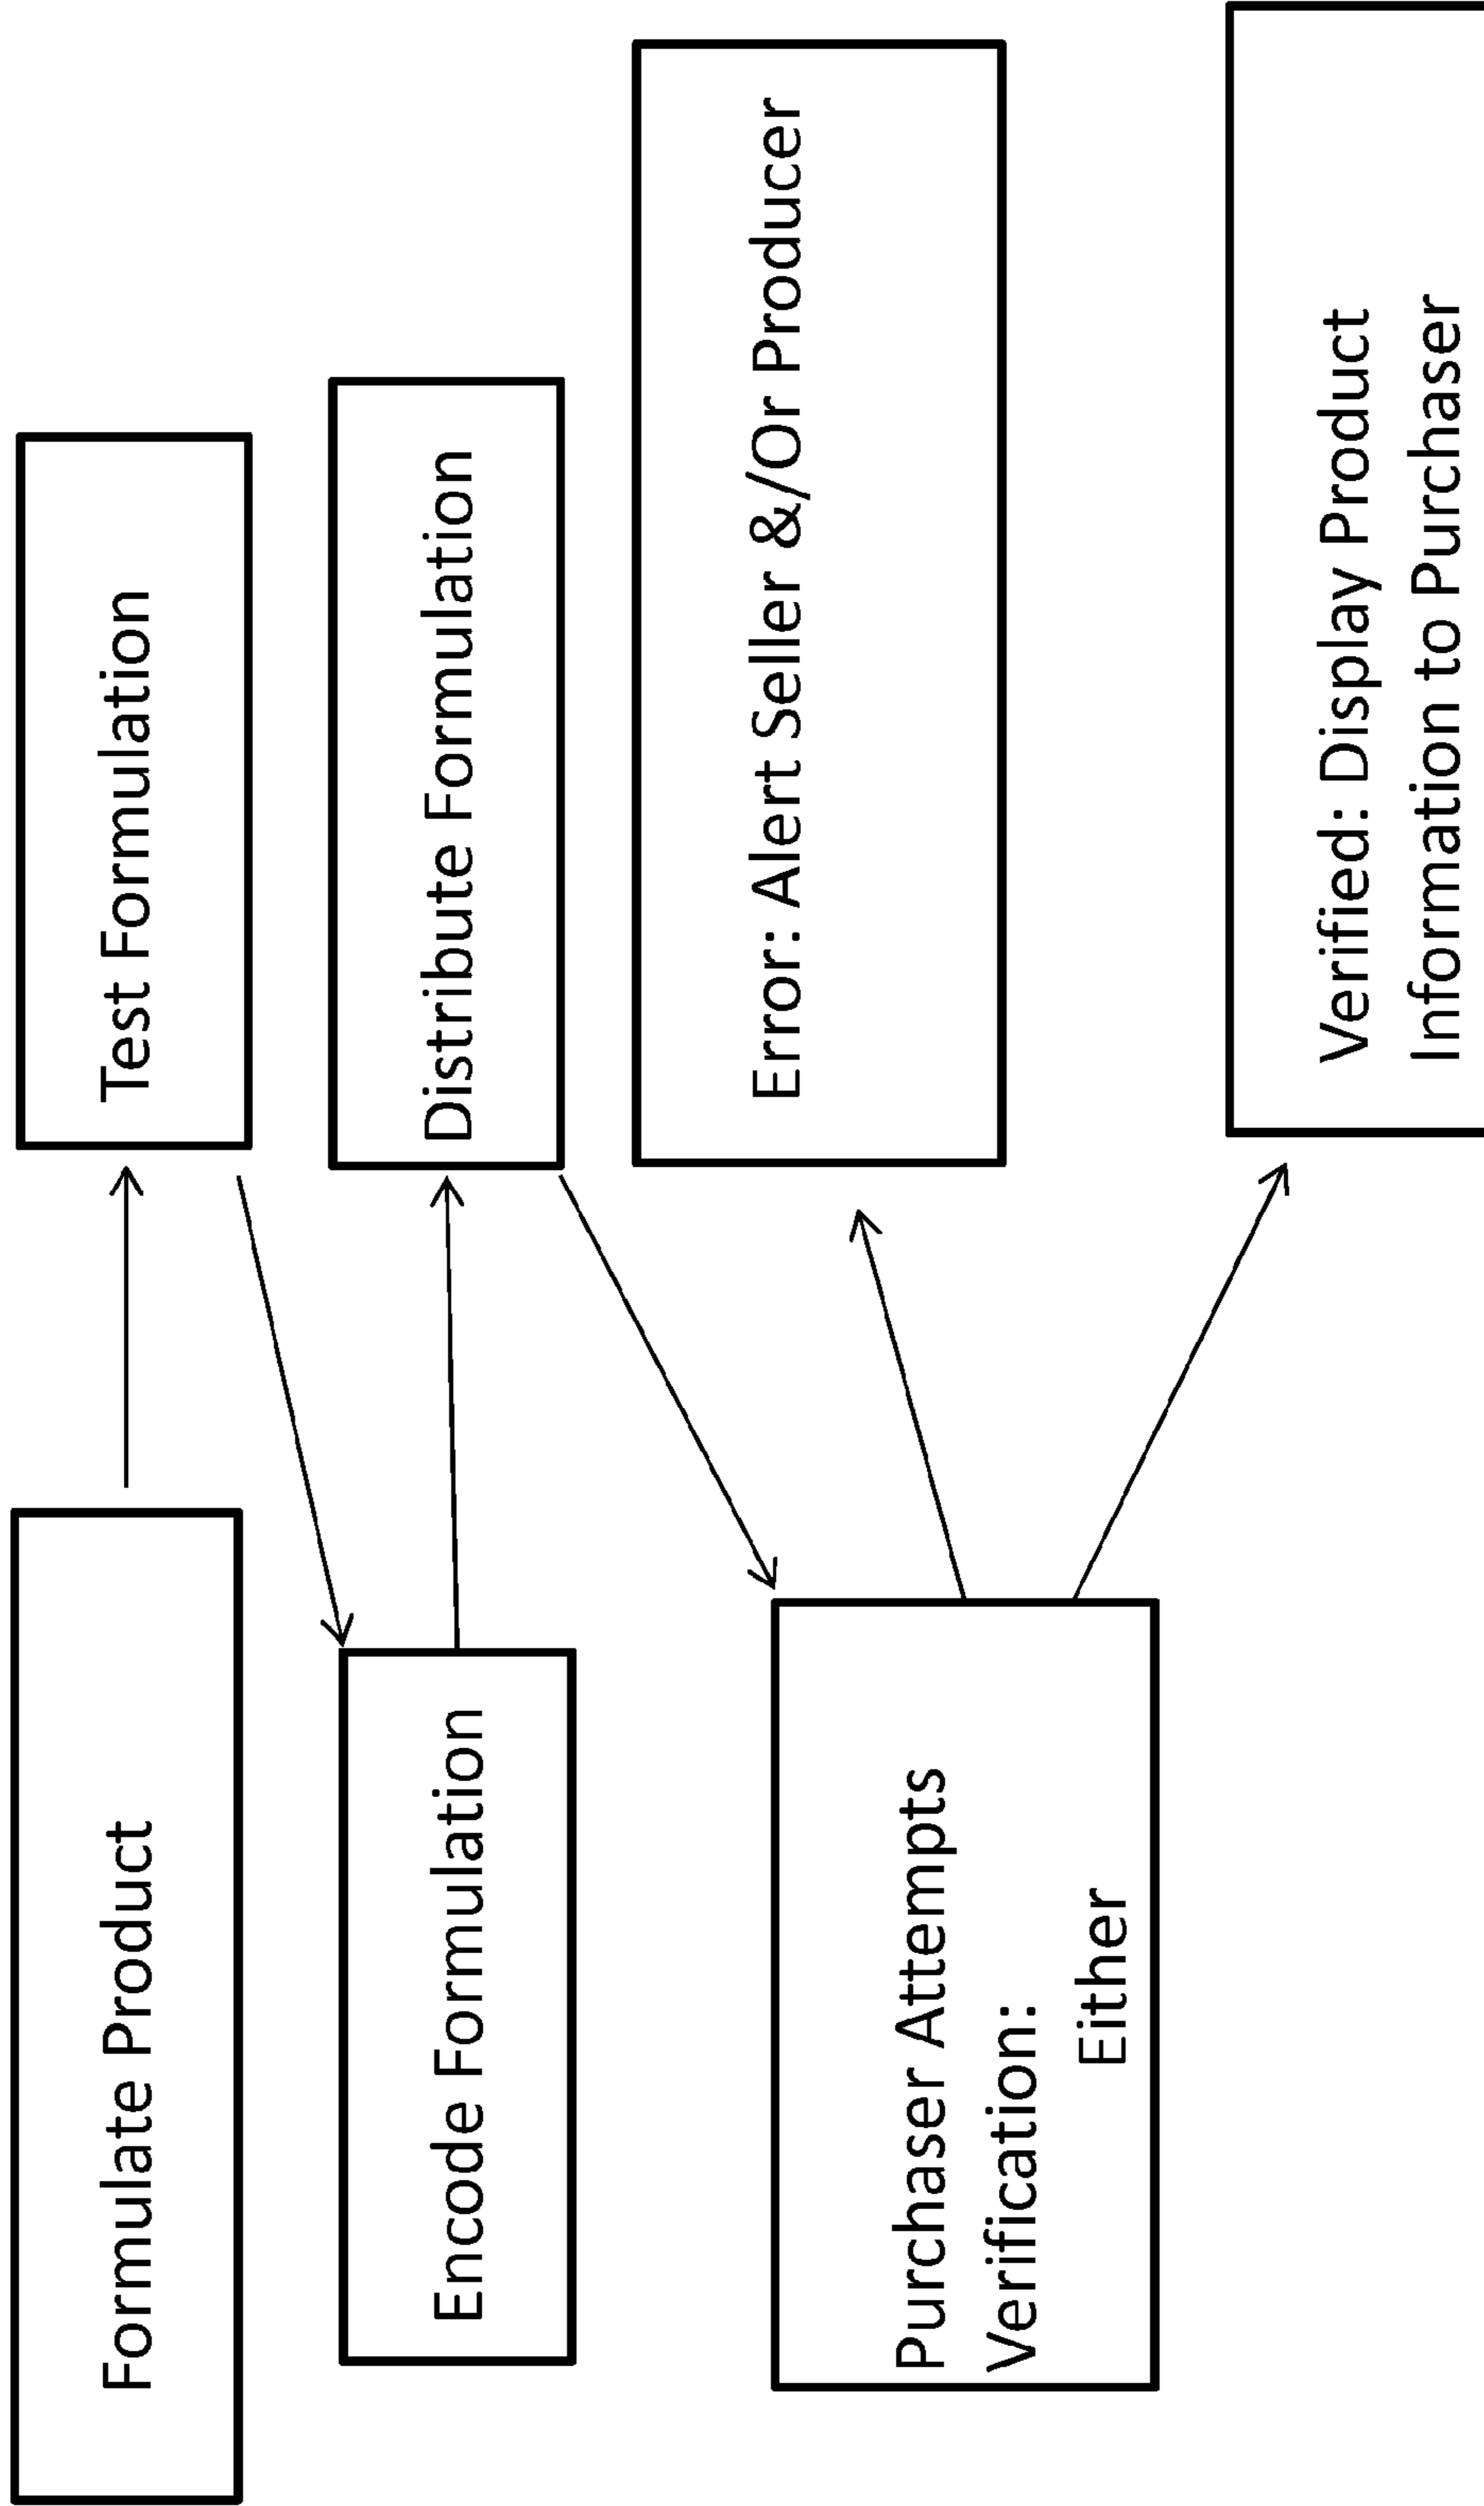 Formulate Product
Test Formulation
Encode Formulation
Distribute Formulation
Purchaser Attempts
Verification:
Either
Error: Alert Seller &/Or Producer
Verified: Display Product
Information to Purchaser